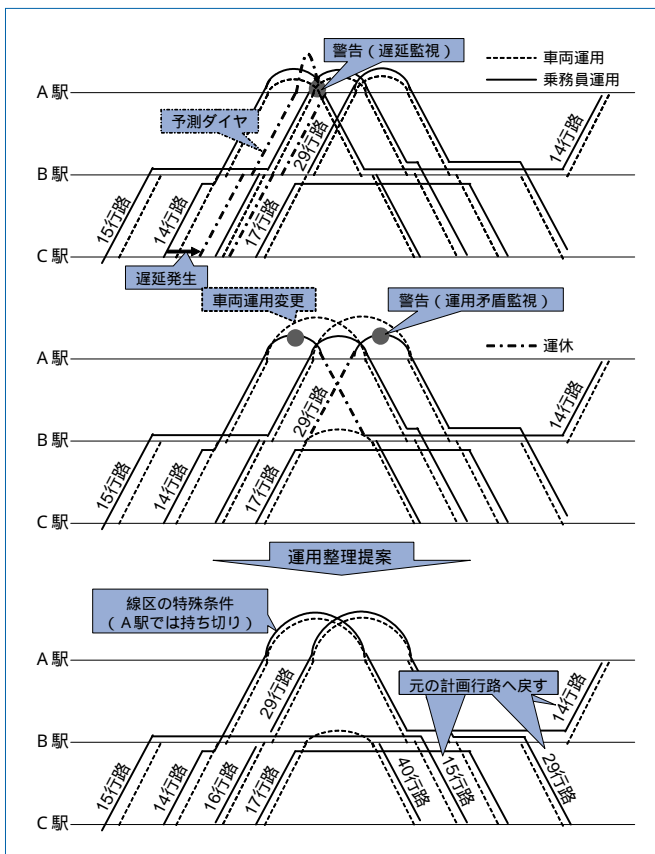 警告(遅延監視)
車両運用
乗務員運用
A駅
予測ダイヤ
29行路
14行路
B駅
15行路
14行路
17行路
C駅
遅延発生
車両運用変更
警告(運用矛盾監視)
運休
A駅
29行路
14行路
B駅
15行路
14行路
17行路
C駅
運用整理提案
線区の特殊条件
(A駅では持ち切り)
A駅
29行路
元の計画行路へ戻す
14行路
B駅
15行路
14行路
16行路
17行路
40行路
15行路
29行路
C駅